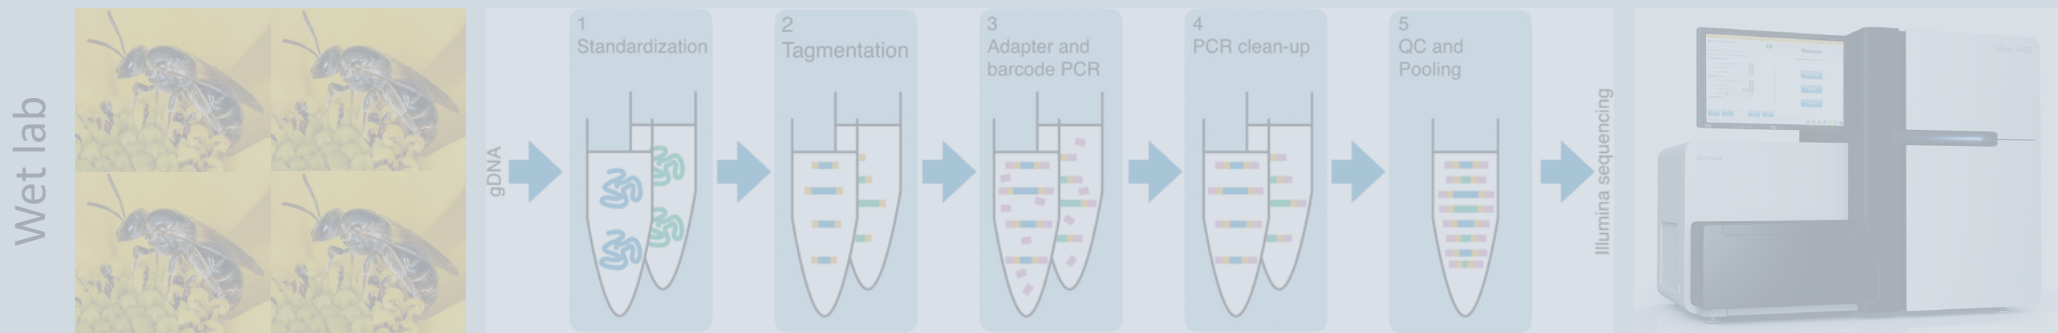 Wet lab
gDNA
1
Standardization
2
Tagmentation
3
Adapter and
barcode PCR
4
PCR clean-up
5
QC and
Pooling
Illumina sequencing